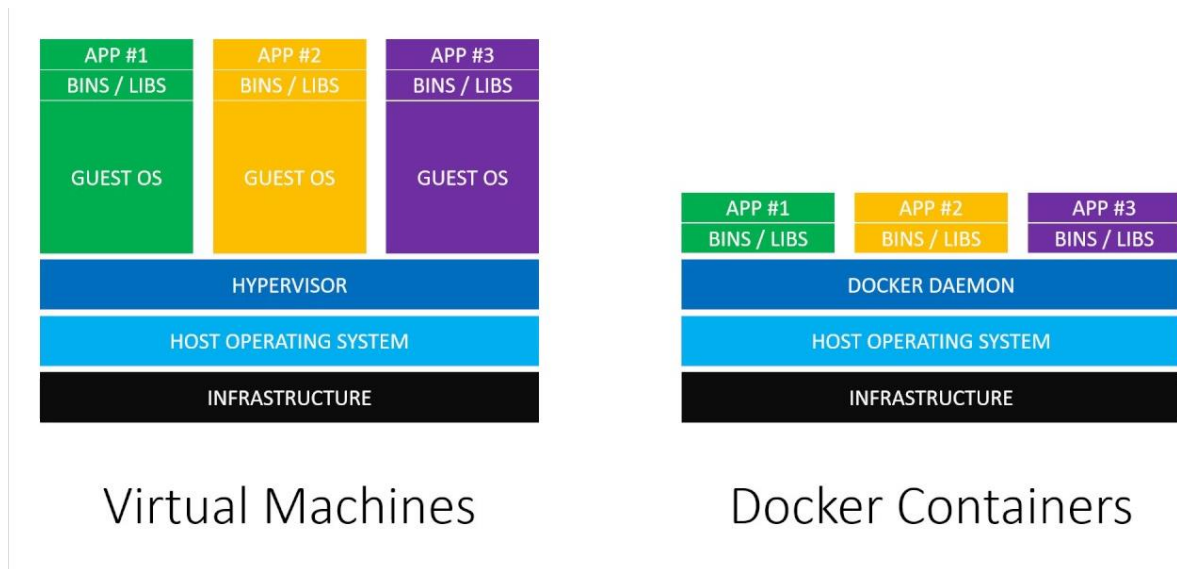 APP #1
BINS / LIBS
GUEST OS
APP #2
BINS / LIBS
GUEST OS
APP #3
BINS / LIBS
GUEST OS
HYPERVISOR
HOST OPERATING SYSTEM
INFRASTRUCTURE
Virtual Machines
APP #1
BINS / LIBS
APP #2
BINS / LIBS
APP #3
BINS / LIBS
DOCKER DAEMON
HOST OPERATING SYSTEM
INFRASTRUCTURE
Docker Containers